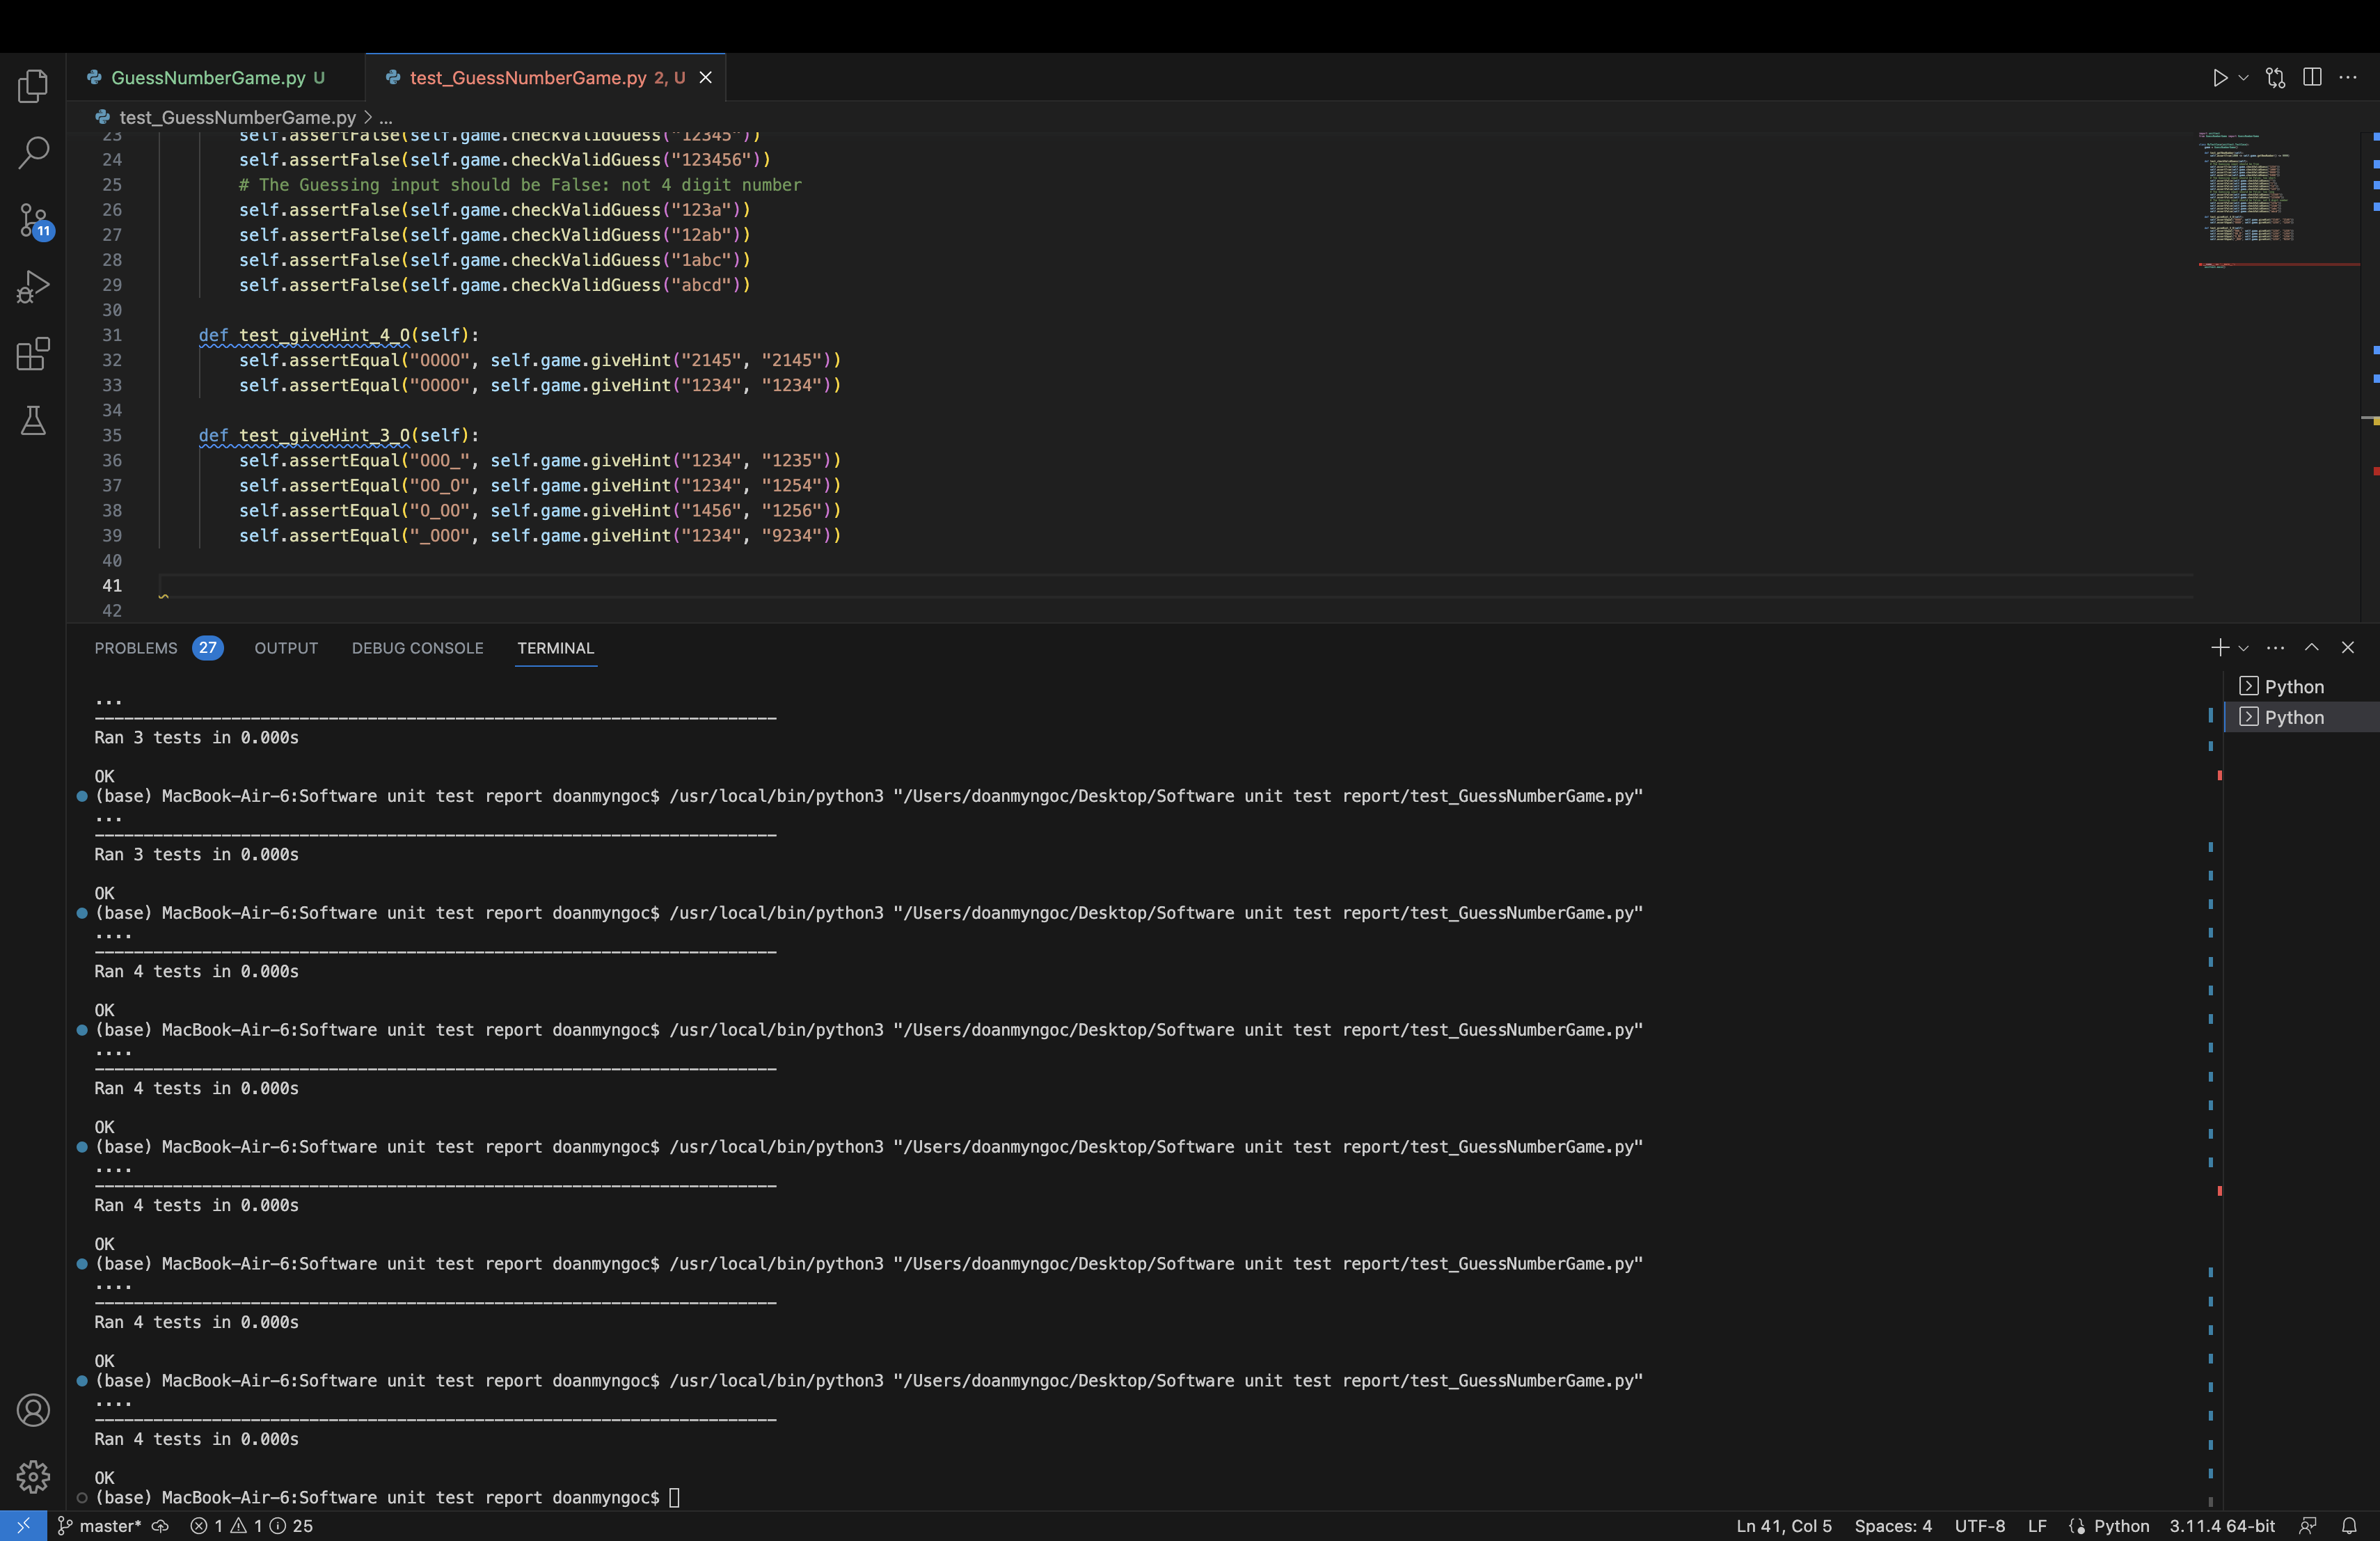 GuessNumberGame.py U
test_GuessNumberGame.py 2, U
test_GuessNumberGame.py > ...
11
23 self.assertFalse(self.game.checkValidGuess("12345"))
24 self.assertFalse(self.game.checkValidGuess("123456"))
25 # The Guessing input should be False: not 4 digit number
26 self.assertFalse(self.game.checkValidGuess("123a"))
27 self.assertFalse(self.game.checkValidGuess("12ab"))
28 self.assertFalse(self.game.checkValidGuess("1abc"))
29 self.assertFalse(self.game.checkValidGuess("abcd"))
30
31 def test_giveHint_4_O(self):
32 self.assertEqual("OOOO", self.game.giveHint("2145", "2145"))
33 self.assertEqual("OOOO", self.game.giveHint("1234", "1234"))
34
35 def test_giveHint_3_O(self):
36 self.assertEqual("OOO_", self.game.giveHint("1234", "1235"))
37 self.assertEqual("OO_O", self.game.giveHint("1234", "1254"))
38 self.assertEqual("O_OO", self.game.giveHint("1456", "1256"))
39 self.assertEqual("_OOO", self.game.giveHint("1234", "9234"))
40
41
42
PROBLEMS 27 OUTPUT DEBUG CONSOLE TERMINAL
Python
Python
...
----------------------------------------------------------------------
Ran 3 tests in 0.000s
OK
(base) MacBook-Air-6:Software unit test report doanmyngoc$ /usr/local/bin/python3 "/Users/doanmyngoc/Desktop/Software unit test report/test_GuessNumberGame.py"
...
----------------------------------------------------------------------
Ran 3 tests in 0.000s
OK
(base) MacBook-Air-6:Software unit test report doanmyngoc$ /usr/local/bin/python3 "/Users/doanmyngoc/Desktop/Software unit test report/test_GuessNumberGame.py"
....
----------------------------------------------------------------------
Ran 4 tests in 0.000s
OK
(base) MacBook-Air-6:Software unit test report doanmyngoc$ /usr/local/bin/python3 "/Users/doanmyngoc/Desktop/Software unit test report/test_GuessNumberGame.py"
....
----------------------------------------------------------------------
Ran 4 tests in 0.000s
OK
(base) MacBook-Air-6:Software unit test report doanmyngoc$ /usr/local/bin/python3 "/Users/doanmyngoc/Desktop/Software unit test report/test_GuessNumberGame.py"
....
----------------------------------------------------------------------
Ran 4 tests in 0.000s
OK
(base) MacBook-Air-6:Software unit test report doanmyngoc$ /usr/local/bin/python3 "/Users/doanmyngoc/Desktop/Software unit test report/test_GuessNumberGame.py"
....
----------------------------------------------------------------------
Ran 4 tests in 0.000s
OK
(base) MacBook-Air-6:Software unit test report doanmyngoc$ /usr/local/bin/python3 "/Users/doanmyngoc/Desktop/Software unit test report/test_GuessNumberGame.py"
....
----------------------------------------------------------------------
Ran 4 tests in 0.000s
OK
(base) MacBook-Air-6:Software unit test report doanmyngoc$
master* 1 1 25 Ln 41, Col 5 Spaces: 4 UTF-8 LF Python 3.11.4 64-bit